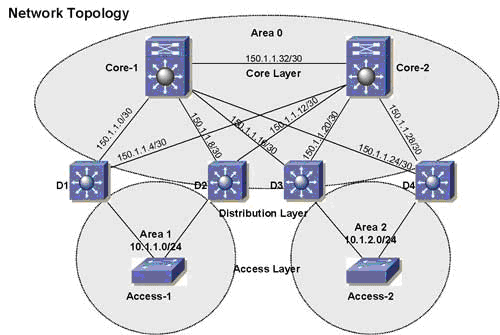 Network Topology
Area 0
Core-1
150.1.1.32/30
Core Layer
Core-2
150.1.1.0/30
150.1.1.4/30
150.1.1.8/30
150.1.1.16/30
150.1.1.12/30
150.1.1.20/30
150.1.1.24/30
150.1.1.28/30
D1
D2
D3
D4
Distribution Layer
Area 1
10.1.1.0/24
Area 2
10.1.2.0/24
Access Layer
Access-1
Access-2